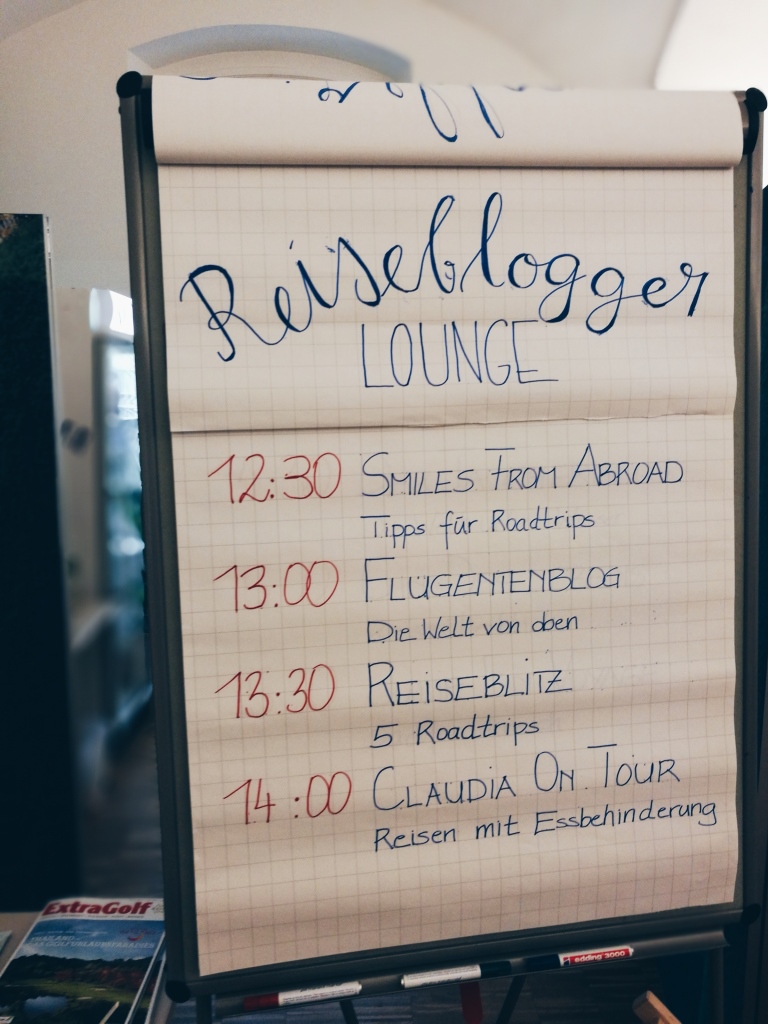 Reiseblogger
LOUNGE
12:30 SMILES FROM ABROAD
Tipps für Roadtrips
13:00 FLUGENTENBLOG
Die Welt von oben
13:30 REISEBLITZ
5 Roadtrips
14:00 CLAUDIA ON TOUR
Reisen mit Essbehinderung
ExtraGolf
edding 3000